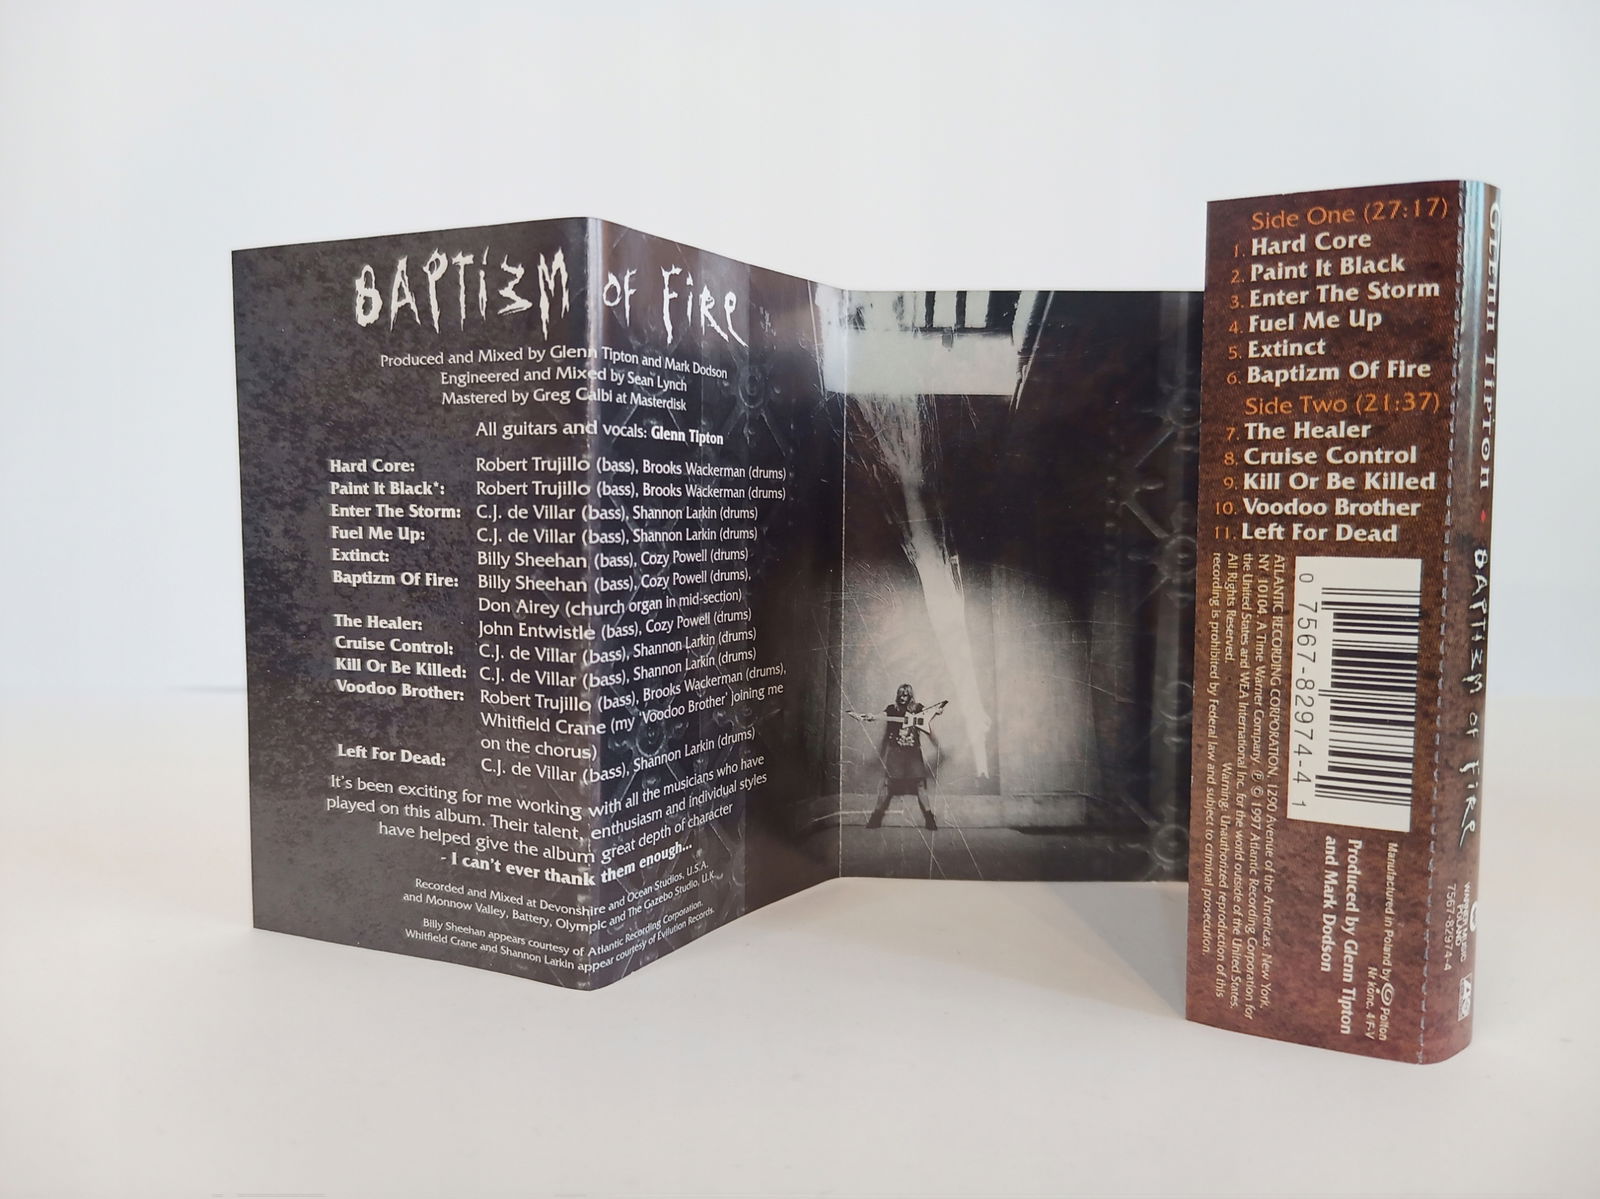 BAPTIZM OF FIRE
Produced and Mixed by Glenn Tipton and Mark Dodson
Engineered and Mixed by Sean Lynch
Mastered by Greg Calbi at Masterdisk
All guitars and vocals: Glenn Tipton
Hard Core: Robert Trujillo (bass), Brooks Wackerman (drums)
Paint It Black*: Robert Trujillo (bass), Brooks Wackerman (drums)
Enter The Storm: C.J. de Villar (bass), Shannon Larkin (drums)
Fuel Me Up: C.J. de Villar (bass), Shannon Larkin (drums)
Extinct: Billy Sheehan (bass), Cozy Powell (drums)
Baptizm Of Fire: Billy Sheehan (bass), Cozy Powell (drums),
Don Airey (church organ in mid-section)
The Healer: John Entwistle (bass), Cozy Powell (drums)
Cruise Control: C.J. de Villar (bass), Shannon Larkin (drums)
Kill Or Be Killed: C.J. de Villar (bass), Shannon Larkin (drums)
Voodoo Brother: Robert Trujillo (bass), Brooks Wackerman (drums),
Whitfield Crane (my 'Voodoo Brother' joining me
on the chorus)
Left For Dead: C.J. de Villar (bass), Shannon Larkin (drums)
It's been exciting for me working with all the musicians who have
played on this album. Their talent, enthusiasm and individual styles
have helped give the album great depth of character
- I can't ever thank them enough...
Recorded and Mixed at Devonshire and Ocean Studios, U.S.A.
and Monnow Valley, Battery, Olympic and The Gazebo Studio, U.K.
Billy Sheehan appears courtesy of Atlantic Recording Corporation.
Whitfield Crane and Shannon Larkin appear courtesy of Evilution Records.
Side One (27:17)
1. Hard Core
2. Paint It Black
3. Enter The Storm
4. Fuel Me Up
5. Extinct
6. Baptizm Of Fire
Side Two (21:37)
7. The Healer
8. Cruise Control
9. Kill Or Be Killed
10. Voodoo Brother
11. Left For Dead
0 7567-82974-4 1
ATLANTIC RECORDING CORPORATION, 1290 Avenue of the Americas, New York,
NY 10104. A Time Warner Company. ℗ © 1997 Atlantic Recording Corporation for
the United States and WEA International Inc. for the world outside of the United States.
All Rights Reserved. Warning: Unauthorized reproduction of this
recording is prohibited by Federal law and subject to criminal prosecution.
Produced by Glenn Tipton
and Mark Dodson
Manufactured in Poland by Politon
Nr konc. 4/F-V
GLENN TIPTON • BAPTIZM OF FIRE
WARNER MUSIC
POLAND
7567-82974-4